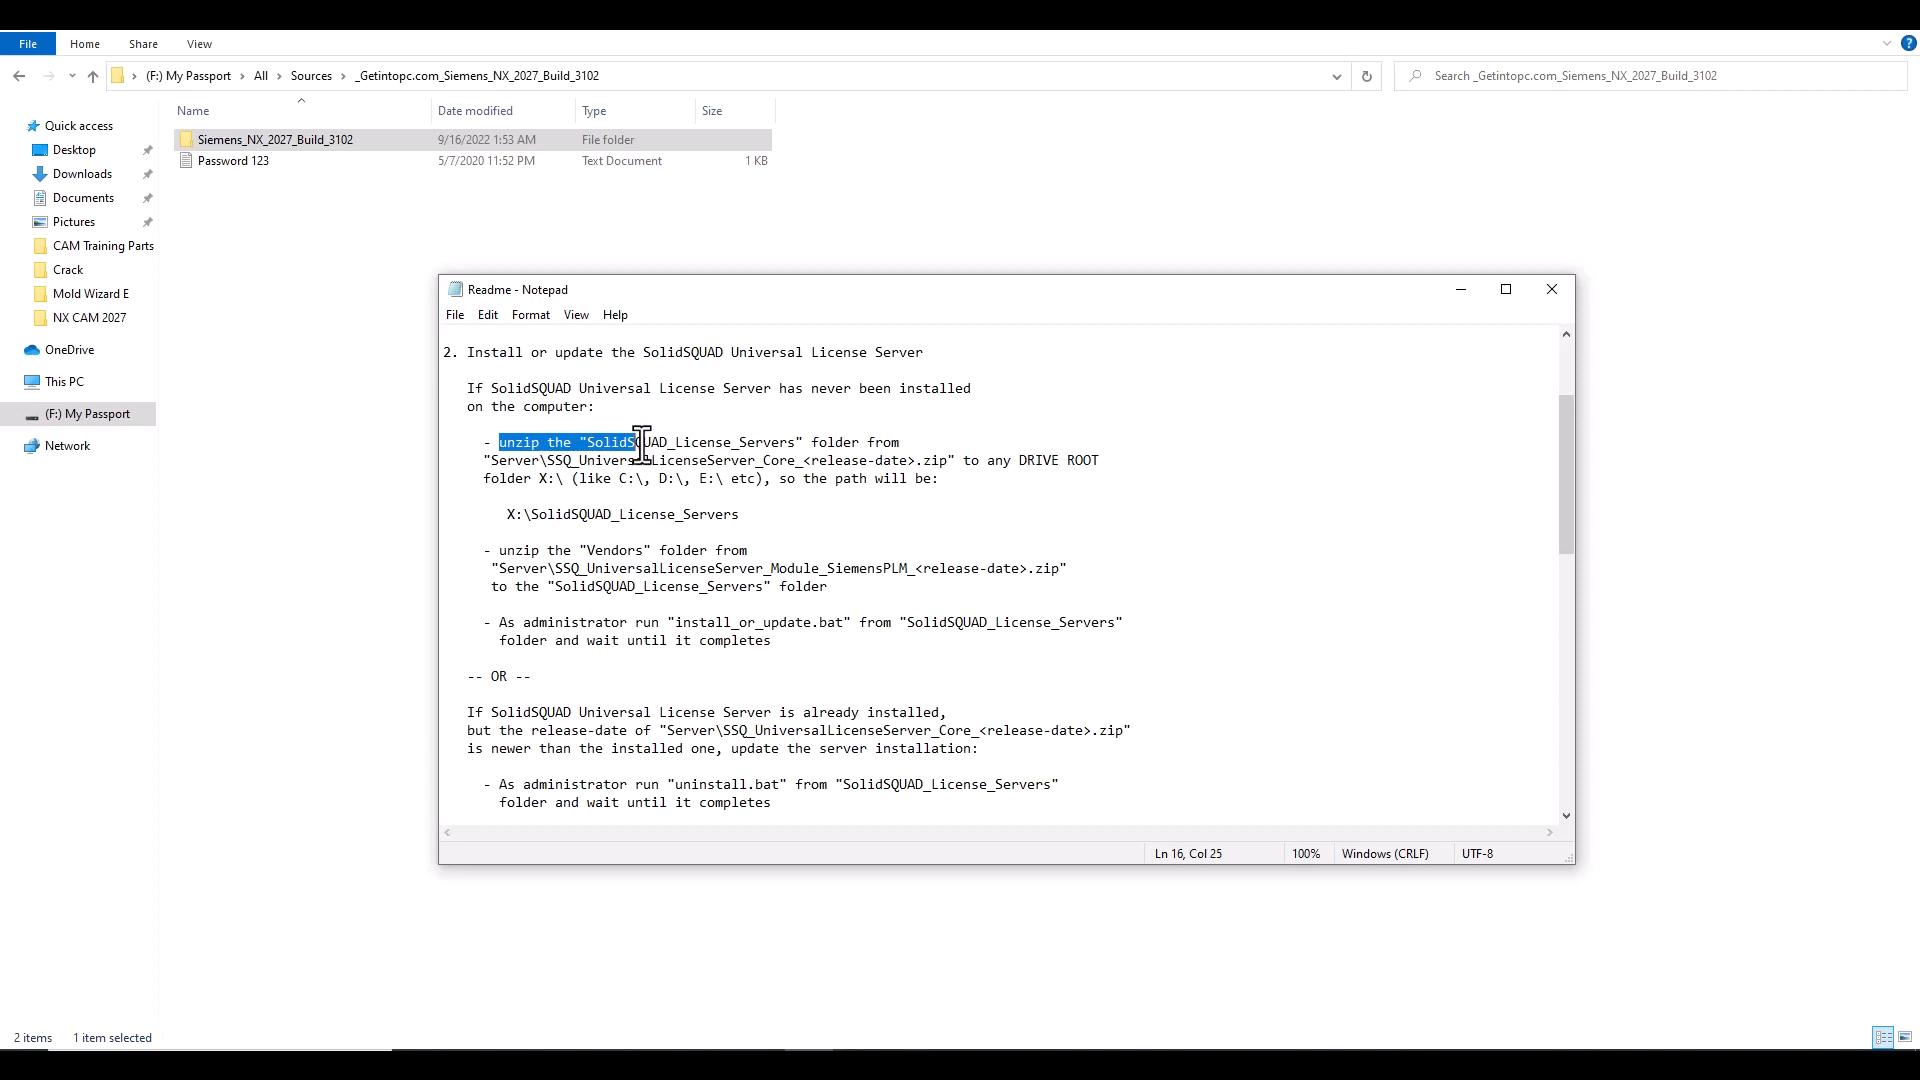 File Home Share View
(F:) My Passport All Sources _Getintopc.com_Siemens_NX_2027_Build_3102 Search _Getintopc.com_Siemens_NX_2027_Build_3102
Name Date modified Type Size
Quick access
Desktop
Downloads
Documents
Pictures
CAM Training Parts
Crack
Mold Wizard E
NX CAM 2027
OneDrive
This PC
(F:) My Passport
Network
Siemens_NX_2027_Build_3102 9/16/2022 1:53 AM File folder
Password 123 5/7/2020 11:52 PM Text Document 1 KB
Readme - Notepad
File Edit Format View Help
2. Install or update the SolidSQUAD Universal License Server
If SolidSQUAD Universal License Server has never been installed
on the computer:
- unzip the "SolidSQUAD_License_Servers" folder from
"Server\SSQ_UniversalLicenseServer_Core_<release-date>.zip" to any DRIVE ROOT
folder X:\ (like C:\, D:\, E:\ etc), so the path will be:
X:\SolidSQUAD_License_Servers
- unzip the "Vendors" folder from
"Server\SSQ_UniversalLicenseServer_Module_SiemensPLM_<release-date>.zip"
to the "SolidSQUAD_License_Servers" folder
- As administrator run "install_or_update.bat" from "SolidSQUAD_License_Servers"
folder and wait until it completes
-- OR --
If SolidSQUAD Universal License Server is already installed,
but the release-date of "Server\SSQ_UniversalLicenseServer_Core_<release-date>.zip"
is newer than the installed one, update the server installation:
- As administrator run "uninstall.bat" from "SolidSQUAD_License_Servers"
folder and wait until it completes
Ln 16, Col 25 100% Windows (CRLF) UTF-8
2 items 1 item selected